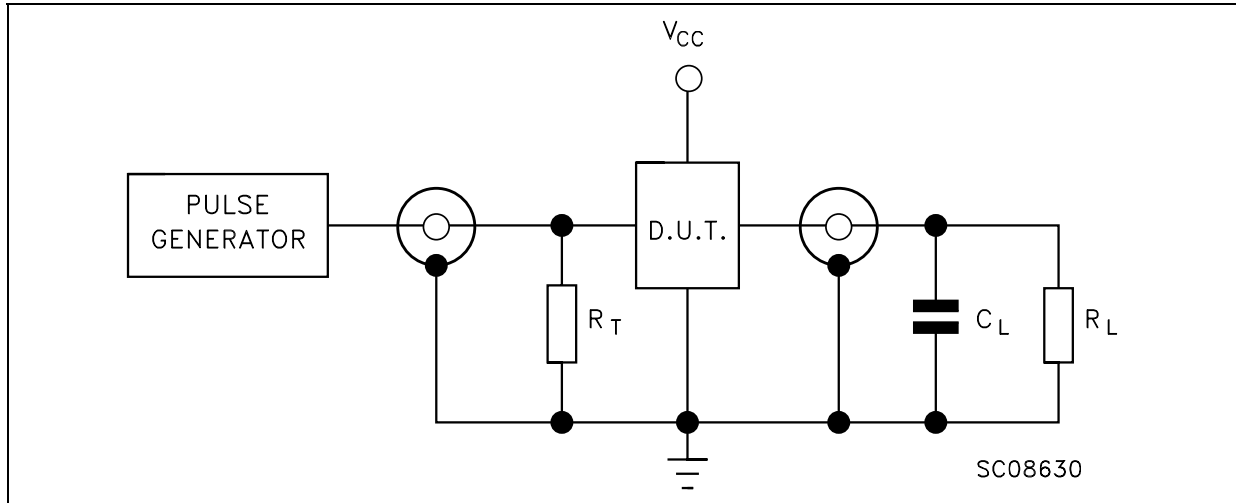 VCC
PULSE
GENERATOR
D.U.T.
RT
CL
RL
SC08630